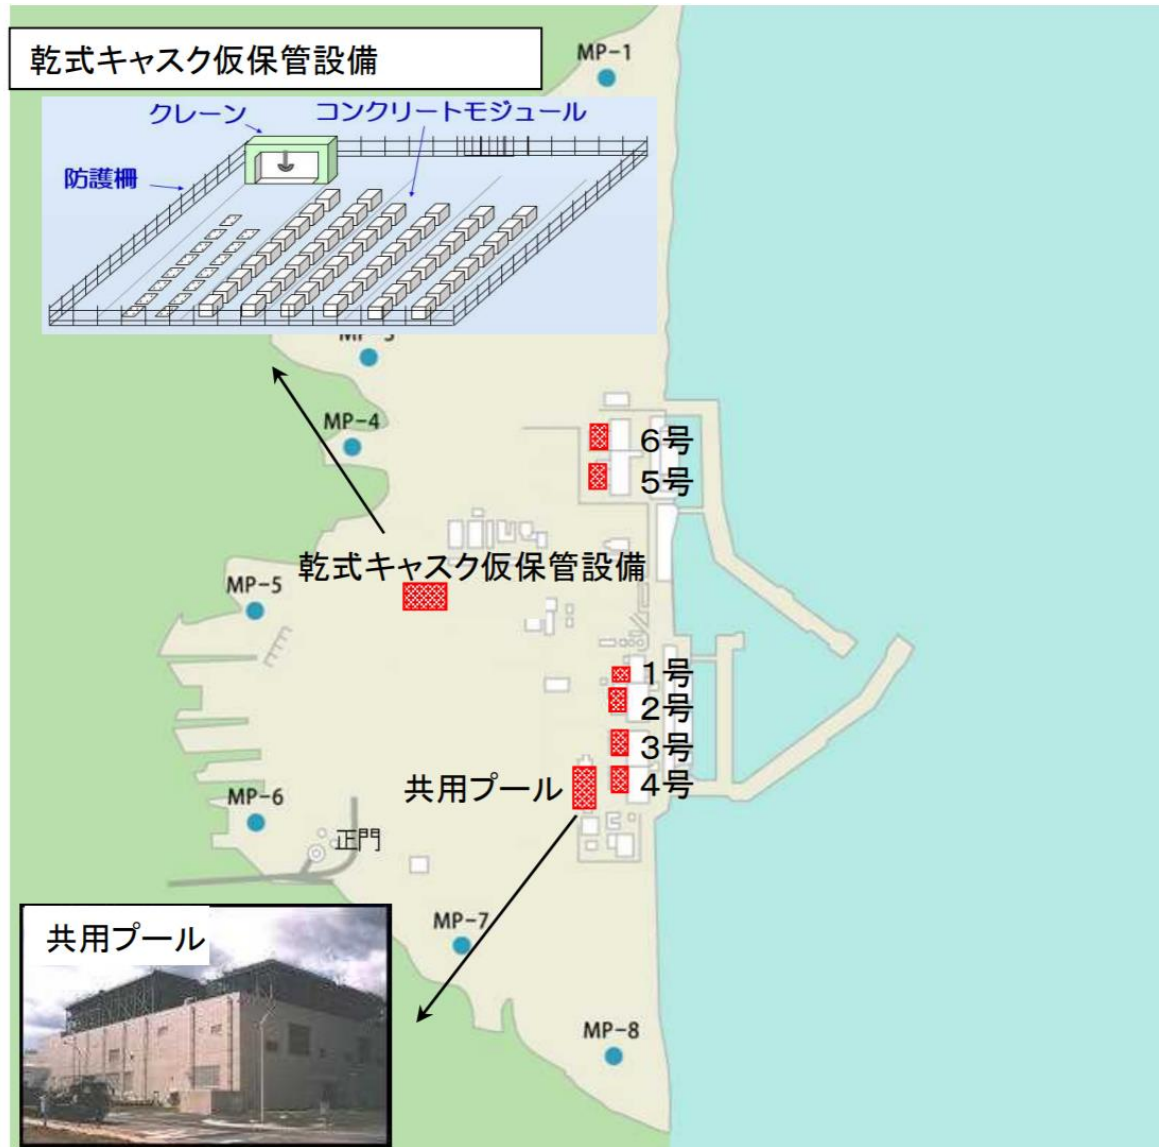 乾式キャスク仮保管設備
MP-1
クレーン
コンクリートモジュール
防護柵
MP-4
6号
5号
乾式キャスク仮保管設備
MP-5
1号
2号
3号
共用プール
4号
MP-6
正門
共用プール
MP-7
MP-8